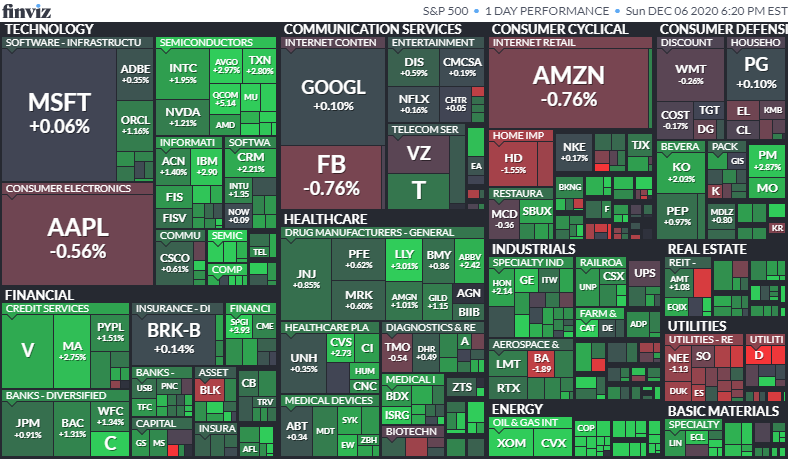 finviz
S&P 500 • 1 DAY PERFORMANCE • Sun DEC 06 2020 6:20 PM EST
TECHNOLOGY
SOFTWARE - INFRASTRUCTU
MSFT
+0.06%
ADBE
+0.35%
ORCL
+1.16%
CONSUMER ELECTRONICS
AAPL
-0.56%
SEMICONDUCTORS
INTC
+1.95%
AVGO
+2.97%
TXN
+2.80%
NVDA
+1.21%
QCOM
+5.14
MU
AMD
INFORMATI
ACN
+1.40%
IBM
+2.90
FIS
FISV
SOFTWA
CRM
+2.21%
INTU
+1.35
NOW
+0.09
COMMU
CSCO
+0.61%
SEMIC
COMP
TEL
COMMUNICATION SERVICES
INTERNET CONTEN
GOOGL
+0.10%
FB
-0.76%
ENTERTAINMENT
DIS
+0.59%
CMCSA
+0.19%
NFLX
+0.16%
CHTR
+0.05
TELECOM SER
VZ
T
EA
CONSUMER CYCLICAL
INTERNET RETAIL
AMZN
-0.76%
HOME IMP
HD
-1.55%
NKE
+0.17%
TJX
RESTAURA
MCD
-0.36
SBUX
BKNG
F
CONSUMER DEFENSI
DISCOUNT
WMT
-0.26%
COST
-0.17%
TGT
DG
HOUSEHO
PG
+0.10%
EL
KMB
CL
BEVERA
KO
+2.03%
PEP
+0.97%
PACK
GIS
K
MDLZ
+0.80
PM
+2.87%
MO
KR
HEALTHCARE
DRUG MANUFACTURERS - GENERAL
JNJ
+0.85%
PFE
+0.62%
LLY
+3.01%
BMY
+0.86
ABBV
+2.42
MRK
+0.60%
AMGN
+1.01%
GILD
+1.15
AGN
BIIB
HEALTHCARE PLA
UNH
+0.35%
CVS
+2.73
CI
HUM
CNC
DIAGNOSTICS & RE
TMO
-0.54
DHR
+0.49
A
MEDICAL I
BDX
ISRG
ZTS
MEDICAL DEVICES
ABT
+0.34
MDT
SYK
EW
ZBH
BIOTECHN
FINANCIAL
CREDIT SERVICES
V
MA
+2.75%
PYPL
+1.51%
INSURANCE - DI
BRK-B
+0.14%
FINANCI
SPGI
+3.93
CME
BANKS - DIVERSIFIED
JPM
+0.91%
BAC
+1.31%
WFC
+1.34%
C
BANKS -
USB
PNC
TFC
ASSET
BLK
CB
TRV
CAPITAL
GS
MS
INSURA
AFL
INDUSTRIALS
SPECIALTY IND
HON
+2.14
GE
ITW
RAILROA
UNP
CSX
UPS
FARM &
CAT
DE
ADP
AEROSPACE &
LMT
BA
-1.89
RTX
REAL ESTATE
REIT -
AMT
+1.08
EQIX
UTILITIES
UTILITIES - RE
NEE
-1.13
SO
DUK
ES
UTILITI
D
ENERGY
OIL & GAS INT
XOM
CVX
COP
BASIC MATERIALS
SPECIALTY
LIN
ECL